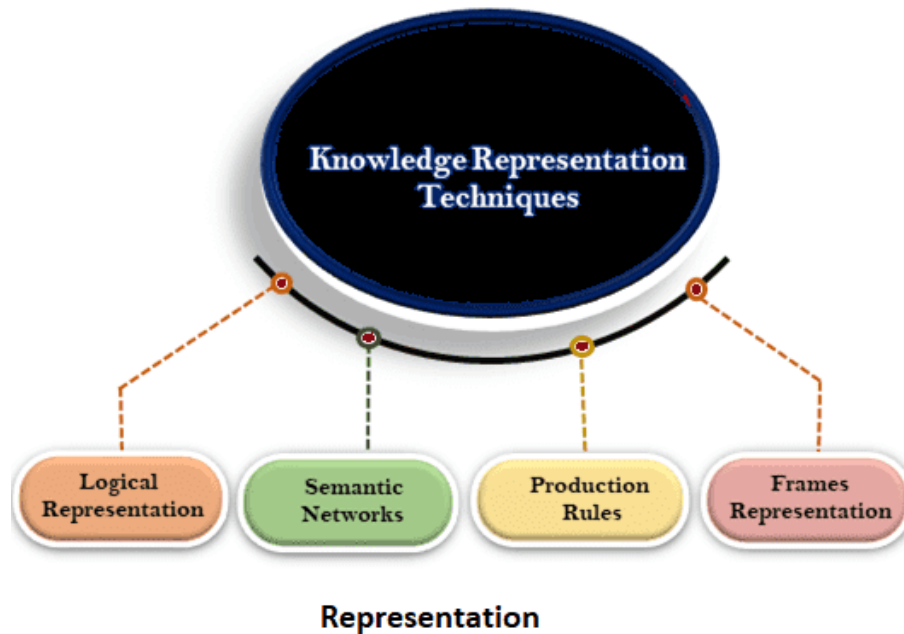 Knowledge Representation
Techniques
Logical
Representation
Semantic
Networks
Production
Rules
Frames
Representation
Representation